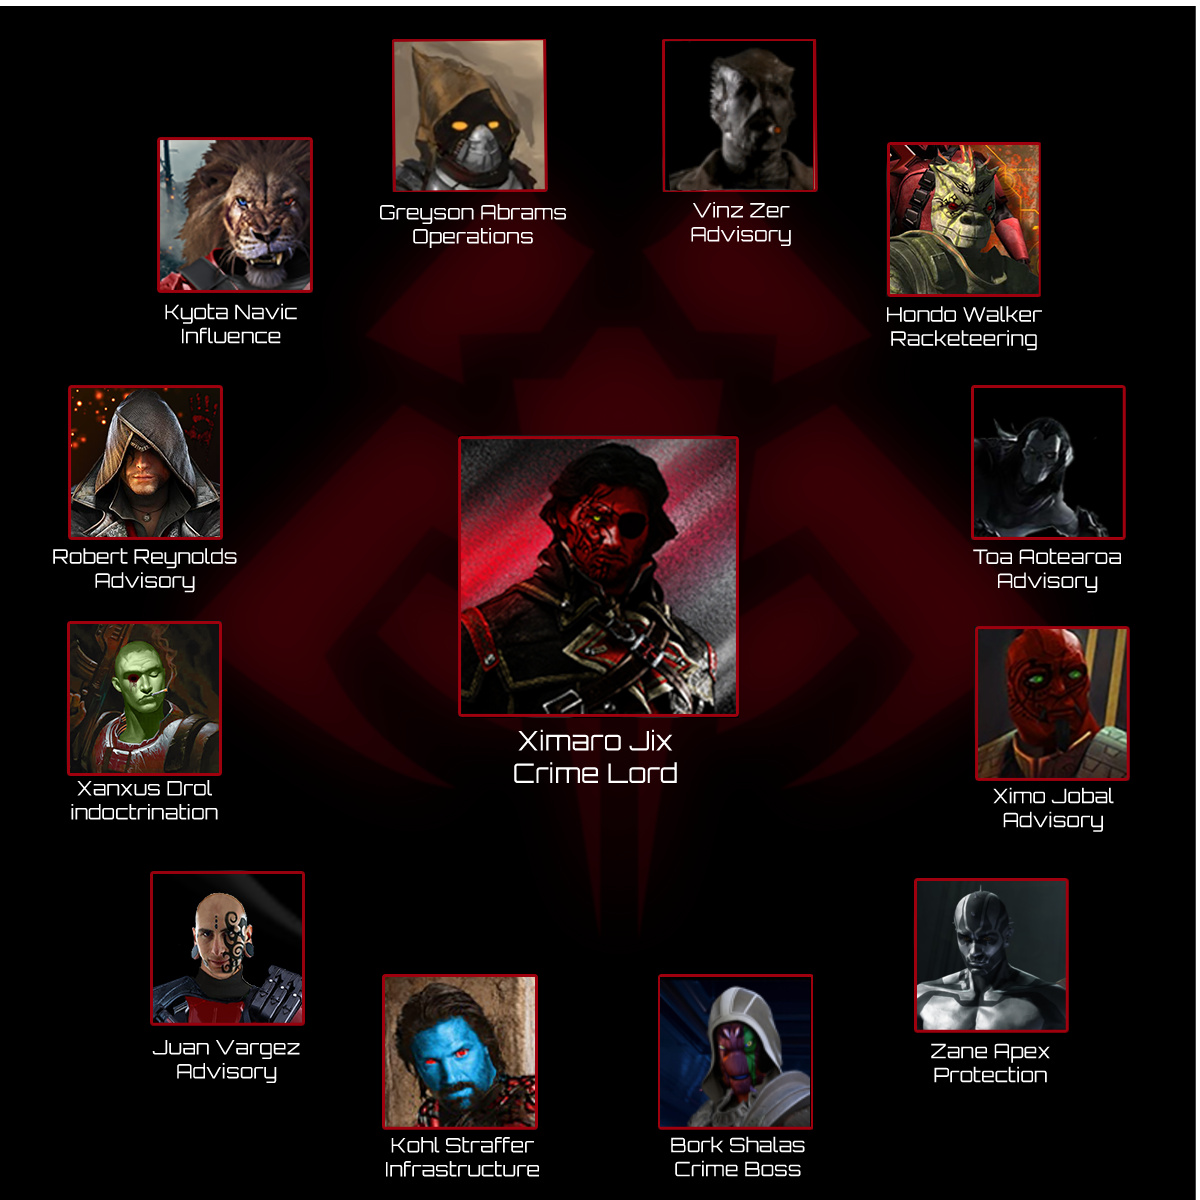 Greyson Abrams
Operations
Vinz Zer
Advisory
Kyota Navic
Influence
Hondo Walker
Racketeering
Robert Reynolds
Advisory
Toa Aotearoa
Advisory
Ximaro Jix
Crime Lord
Xanxus Drol
indoctrination
Ximo Jobal
Advisory
Juan Vargez
Advisory
Zane Apex
Protection
Kohl Straffer
Infrastructure
Bork Shalas
Crime Boss